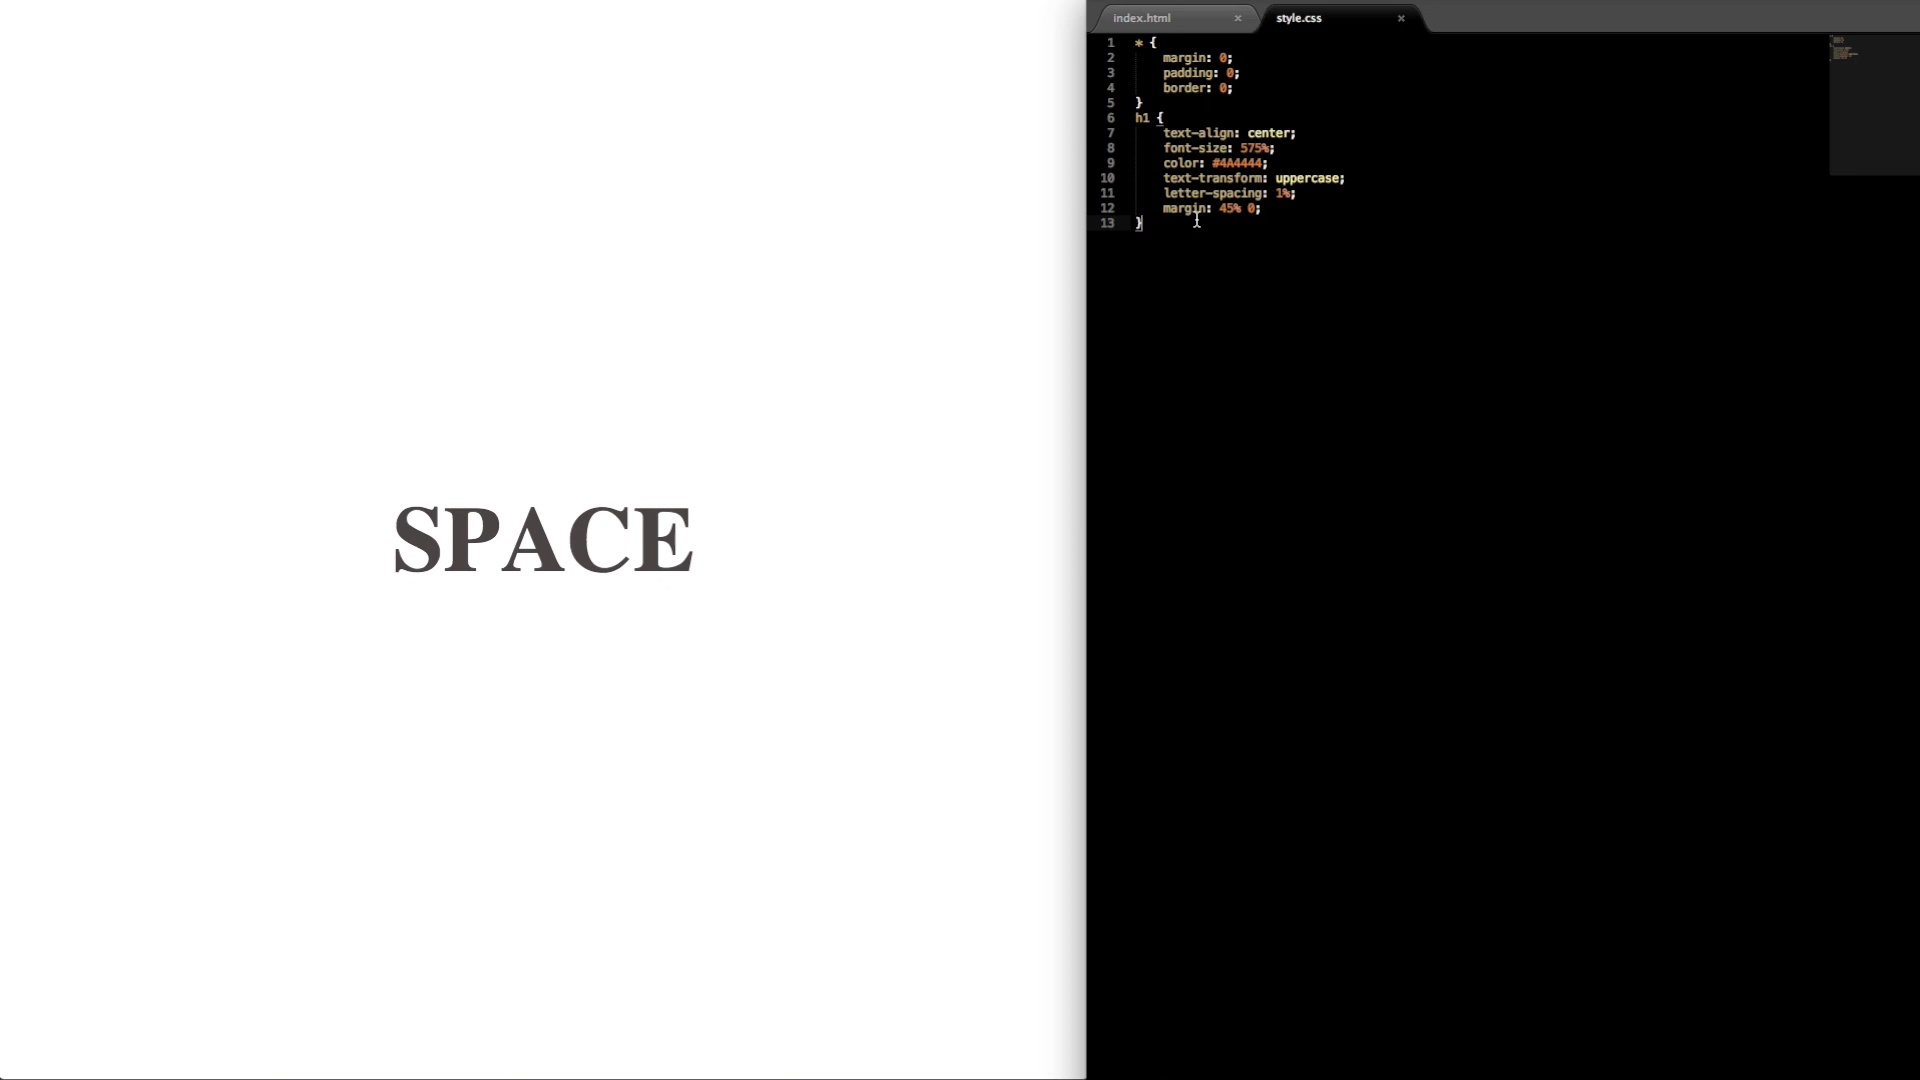 SPACE
index.html × style.css ×
1 * {
2 margin: 0;
3 padding: 0;
4 border: 0;
5 }
6 h1 {
7 text-align: center;
8 font-size: 575%;
9 color: #4A4444;
10 text-transform: uppercase;
11 letter-spacing: 1%;
12 margin: 45% 0;
13 }